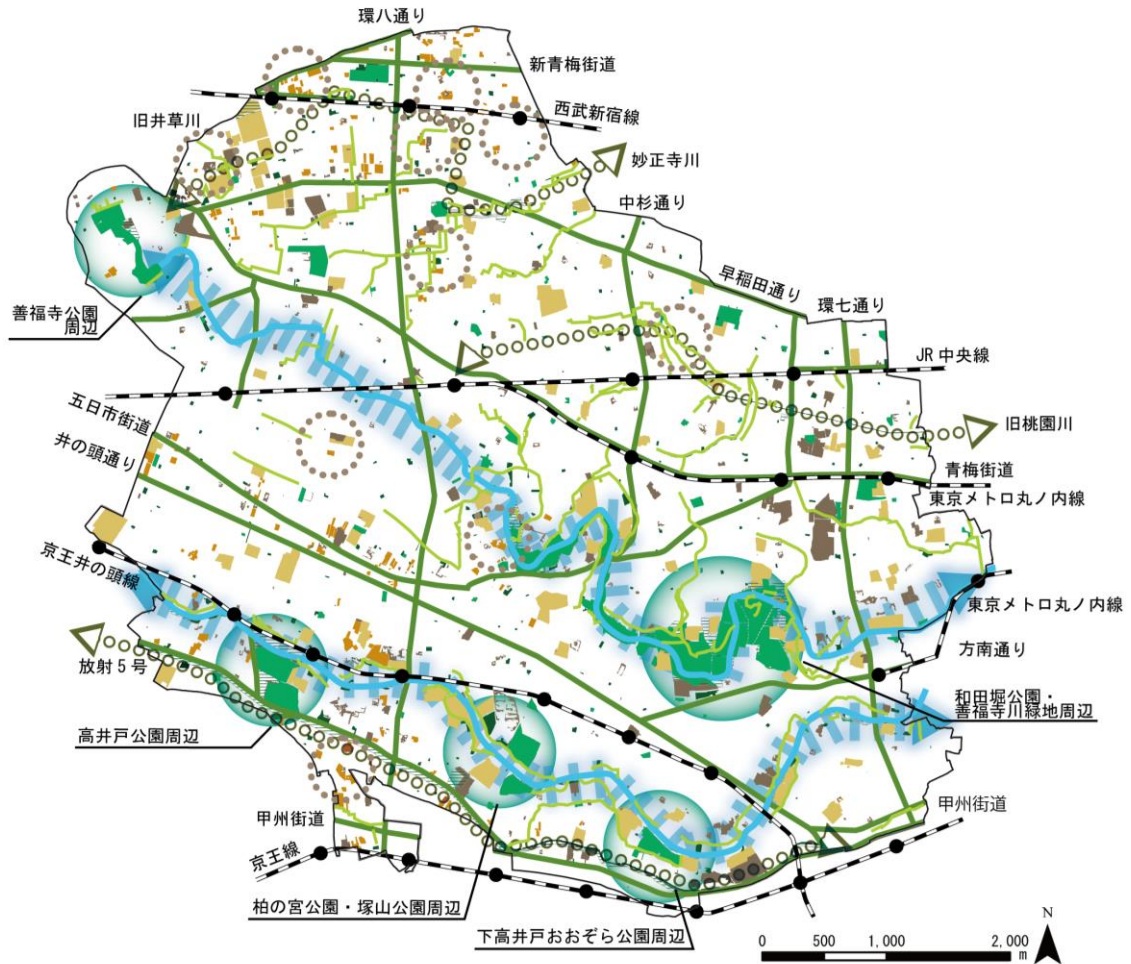 環八通り
新青梅街道
西武新宿線
旧井草川
妙正寺川
中杉通り
早稲田通り
環七通り
善福寺公園
周辺
JR 中央線
五日市街道
旧桃園川
井の頭通り
青梅街道
東京メトロ丸ノ内線
京王井の頭線
東京メトロ丸ノ内線
放射5号
方南通り
和田堀公園・
善福寺川緑地周辺
高井戸公園周辺
甲州街道
甲州街道
京王線
柏の宮公園・塚山公園周辺
下高井戸おおぞら公園周辺
N
0 500 1,000 2,000
m